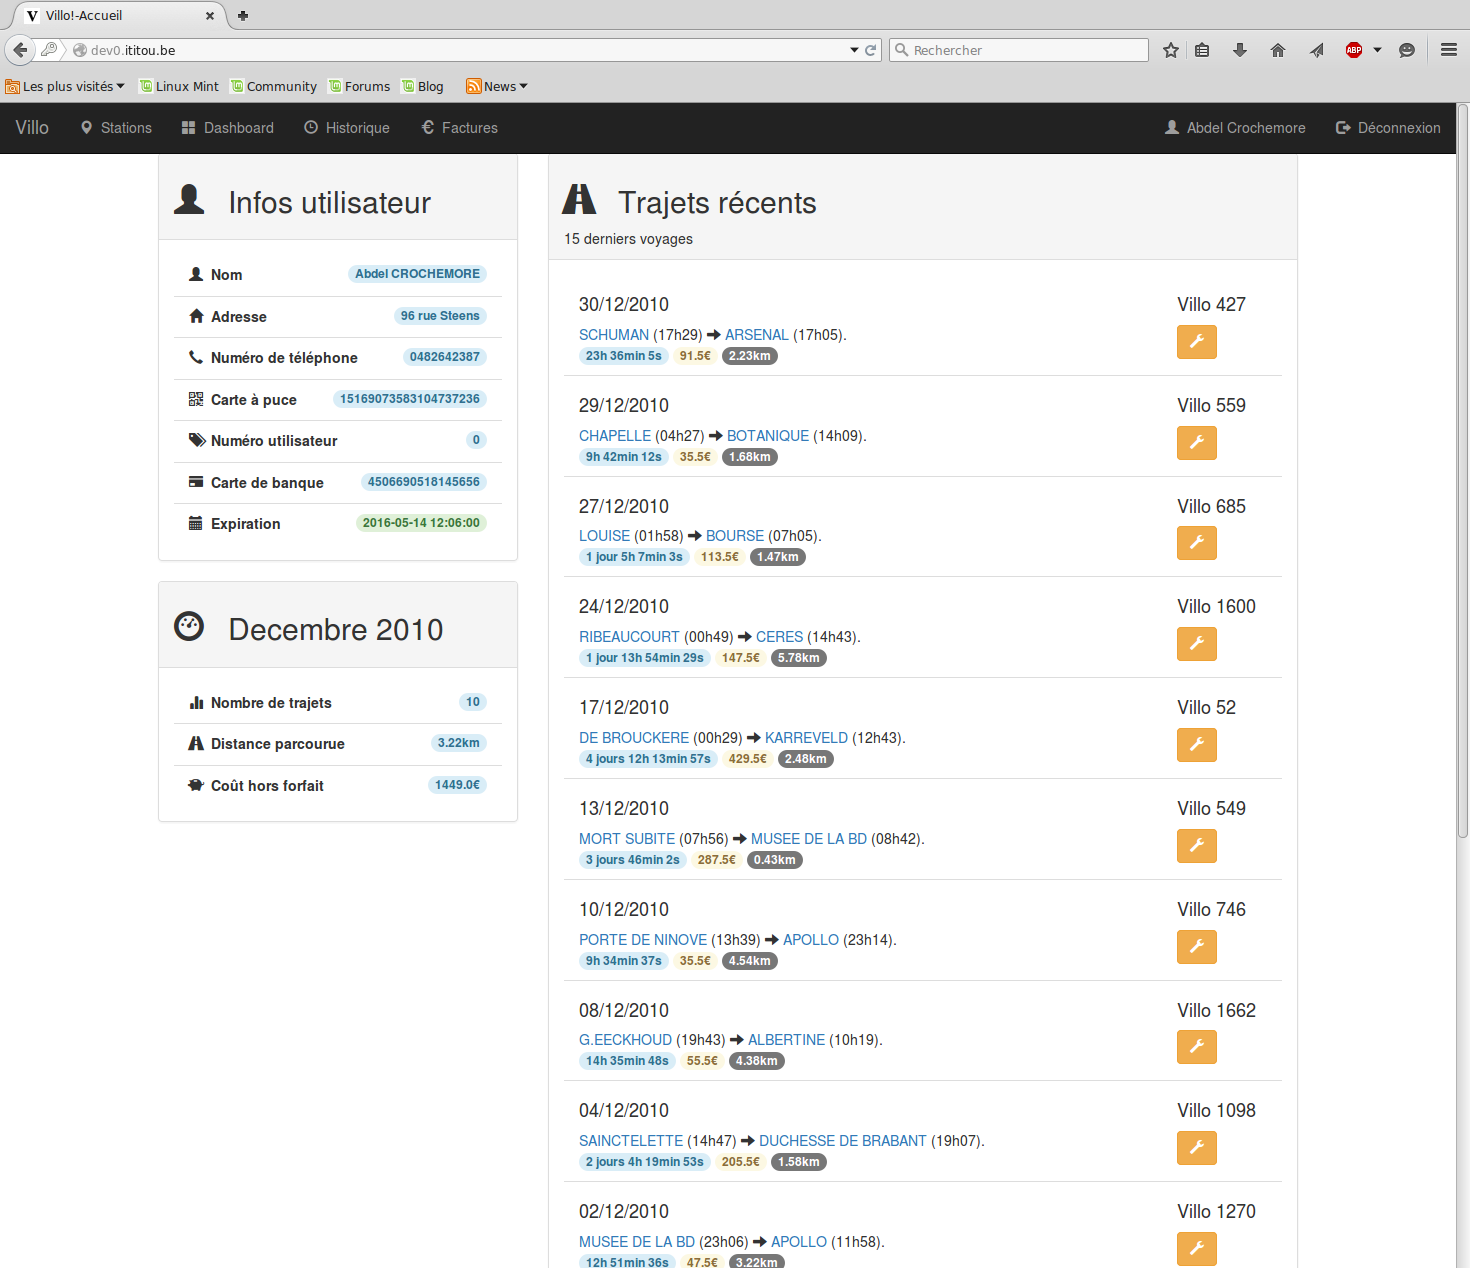 Villo!-Accueil
dev0.ititou.be
Rechercher
ABP
Les plus visités
Linux Mint
Community
Forums
Blog
News
Villo
Stations
Dashboard
Historique
Factures
Abdel Crochemore
Déconnexion
Infos utilisateur
Nom Abdel CROCHEMORE
Adresse 96 rue Steens
Numéro de téléphone 0482642387
Carte à puce 15169073583104737236
Numéro utilisateur 0
Carte de banque 4506690518145656
Expiration 2016-05-14 12:06:00
Decembre 2010
Nombre de trajets 10
Distance parcourue 3.22km
Coût hors forfait 1449.0€
Trajets récents
15 derniers voyages
30/12/2010 Villo 427
SCHUMAN (17h29) ➔ ARSENAL (17h05).
23h 36min 5s 91.5€ 2.23km
29/12/2010 Villo 559
CHAPELLE (04h27) ➔ BOTANIQUE (14h09).
9h 42min 12s 35.5€ 1.68km
27/12/2010 Villo 685
LOUISE (01h58) ➔ BOURSE (07h05).
1 jour 5h 7min 3s 113.5€ 1.47km
24/12/2010 Villo 1600
RIBEAUCOURT (00h49) ➔ CERES (14h43).
1 jour 13h 54min 29s 147.5€ 5.78km
17/12/2010 Villo 52
DE BROUCKERE (00h29) ➔ KARREVELD (12h43).
4 jours 12h 13min 57s 429.5€ 2.48km
13/12/2010 Villo 549
MORT SUBITE (07h56) ➔ MUSEE DE LA BD (08h42).
3 jours 46min 2s 287.5€ 0.43km
10/12/2010 Villo 746
PORTE DE NINOVE (13h39) ➔ APOLLO (23h14).
9h 34min 37s 35.5€ 4.54km
08/12/2010 Villo 1662
G.EECKHOUD (19h43) ➔ ALBERTINE (10h19).
14h 35min 48s 55.5€ 4.38km
04/12/2010 Villo 1098
SAINCTELETTE (14h47) ➔ DUCHESSE DE BRABANT (19h07).
2 jours 4h 19min 53s 205.5€ 1.58km
02/12/2010 Villo 1270
MUSEE DE LA BD (23h06) ➔ APOLLO (11h58).
12h 51min 36s 47.5€ 3.22km